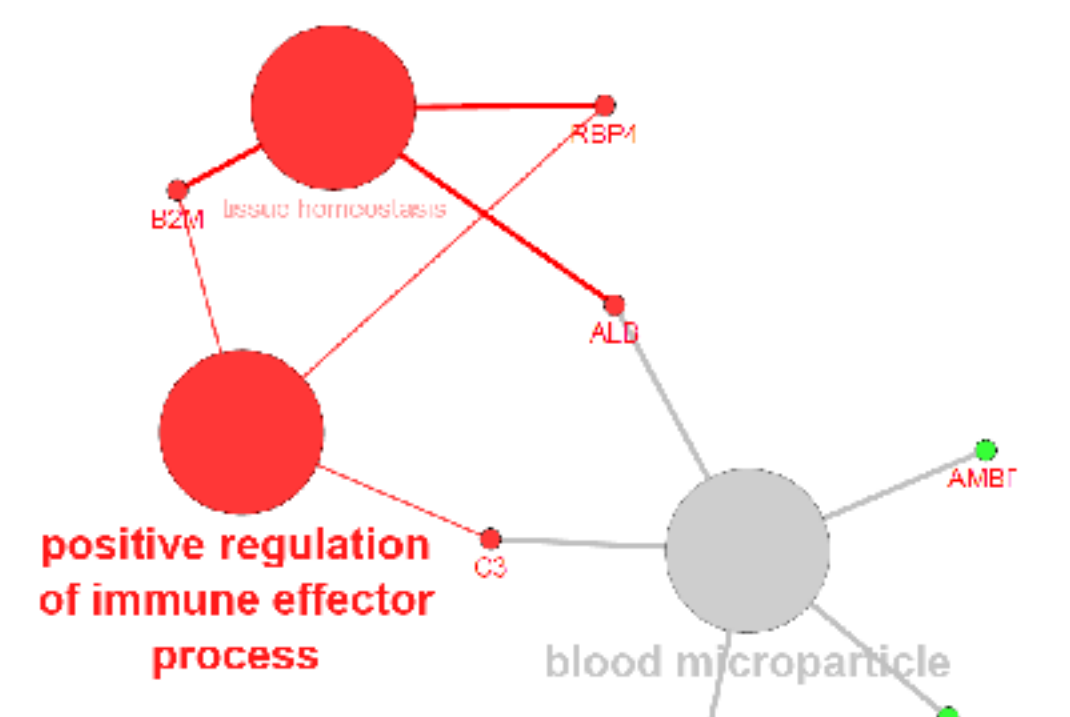 RBP4
B2M
tissue homeostasis
ALB
AMBP
C3
positive regulation
of immune effector
process
blood microparticle